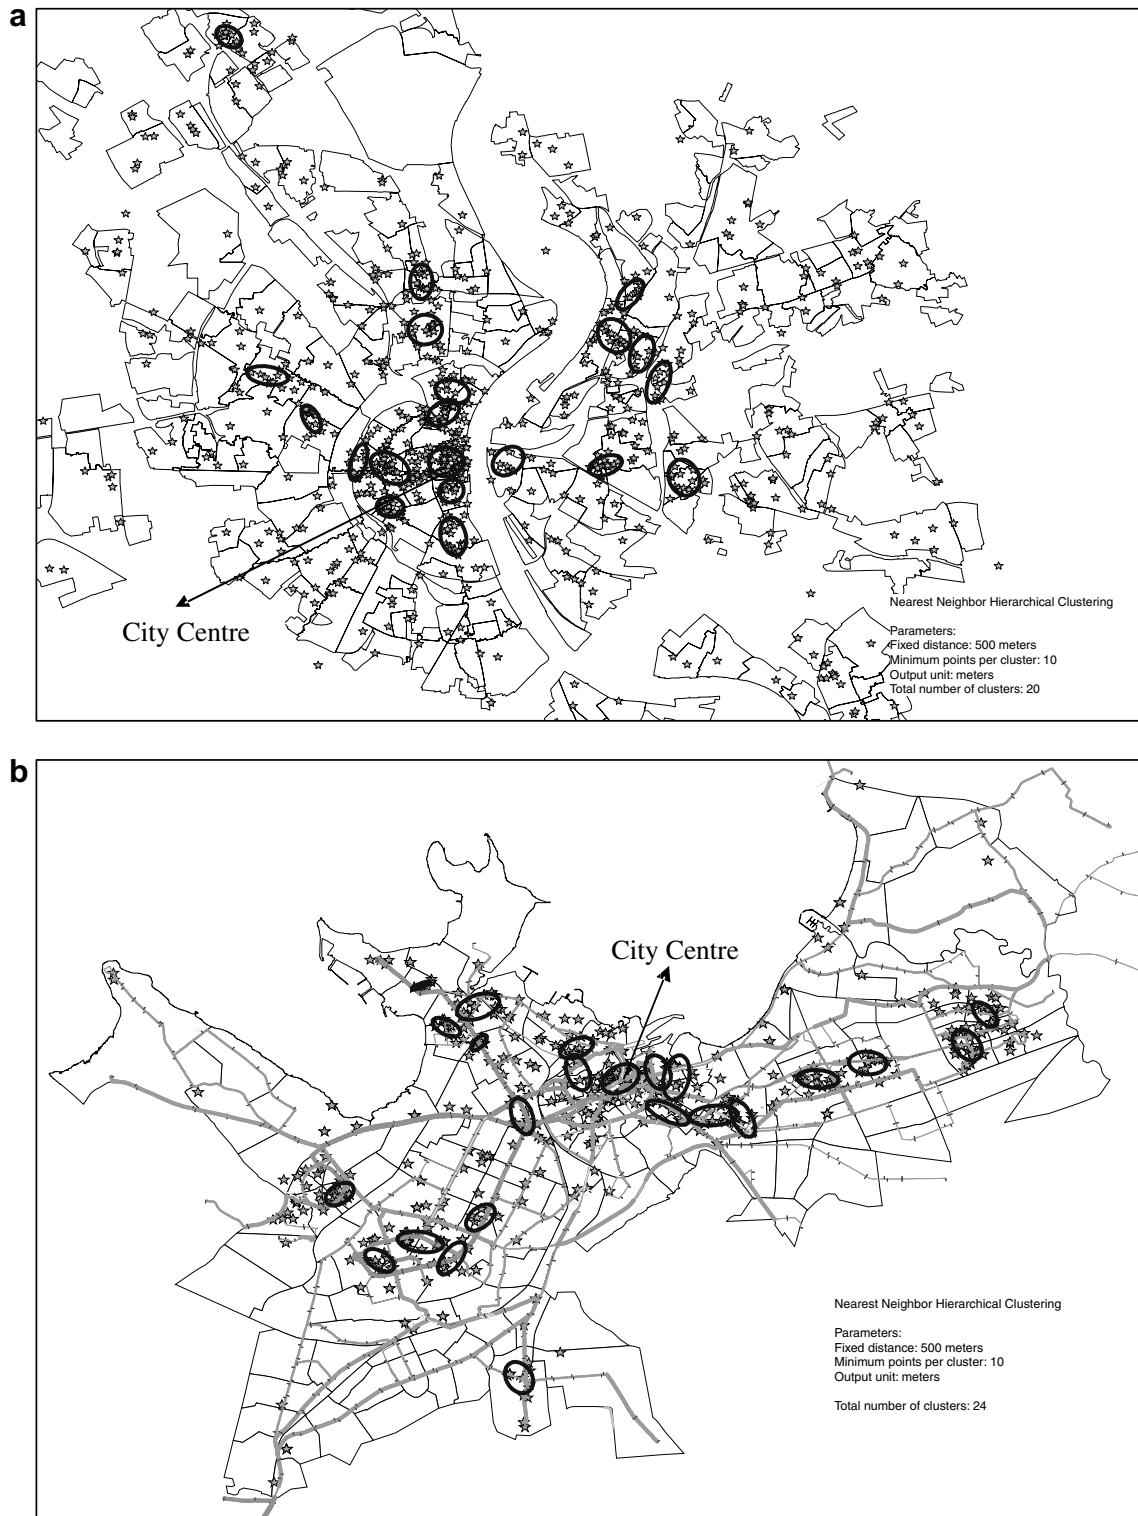 a
City Centre
Nearest Neighbor Hierarchical Clustering
Parameters:
Fixed distance: 500 meters
Minimum points per cluster: 10
Output unit: meters
Total number of clusters: 20
b
City Centre
Nearest Neighbor Hierarchical Clustering
Parameters:
Fixed distance: 500 meters
Minimum points per cluster: 10
Output unit: meters
Total number of clusters: 24